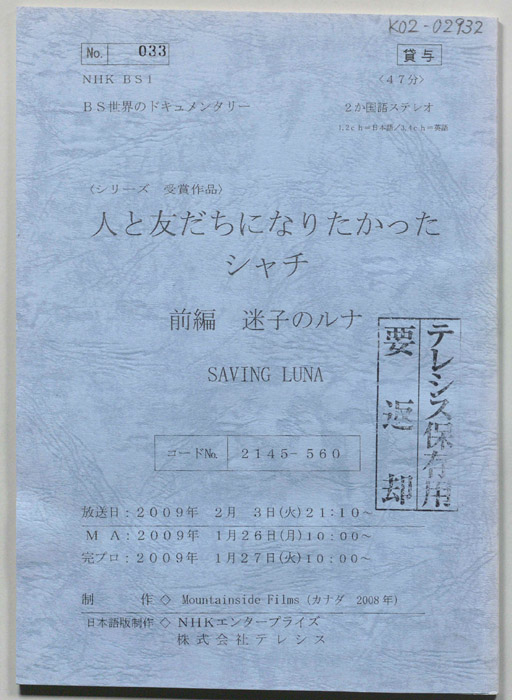 K02-02932
No. 033
貸与
NHK BS1
〈47分〉
BS世界のドキュメンタリー
2か国語ステレオ
1,2ch=日本語/3,4ch=英語
〈シリーズ 受賞作品〉
人と友だちになりたかった
シャチ
前編 迷子のルナ
SAVING LUNA
テレシス保有用
要返却
コードNo. 2145-560
放送日:2009年 2月 3日(火)21:10~
MA:2009年 1月26日(月)10:00~
完プロ:2009年 1月27日(火)10:00~
制 作◇ Mountainside Films (カナダ 2008年)
日本語版制作◇NHKエンタープライズ
株式会社テレシス